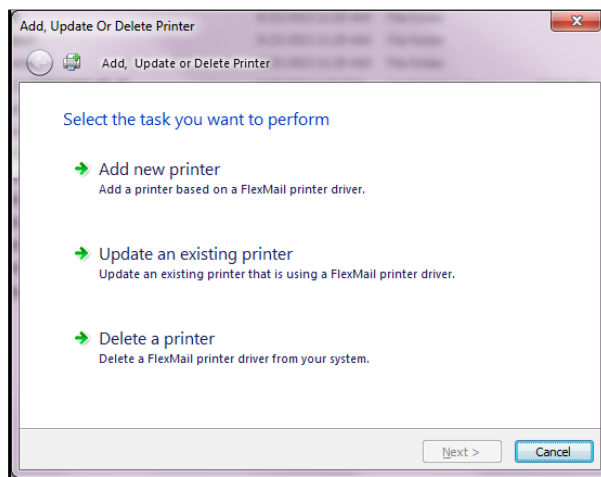 Add, Update Or Delete Printer
Add, Update or Delete Printer
Select the task you want to perform
Add new printer
Add a printer based on a FlexMail printer driver.
Update an existing printer
Update an existing printer that is using a FlexMail printer driver.
Delete a printer
Delete a FlexMail printer driver from your system.
Next >
Cancel